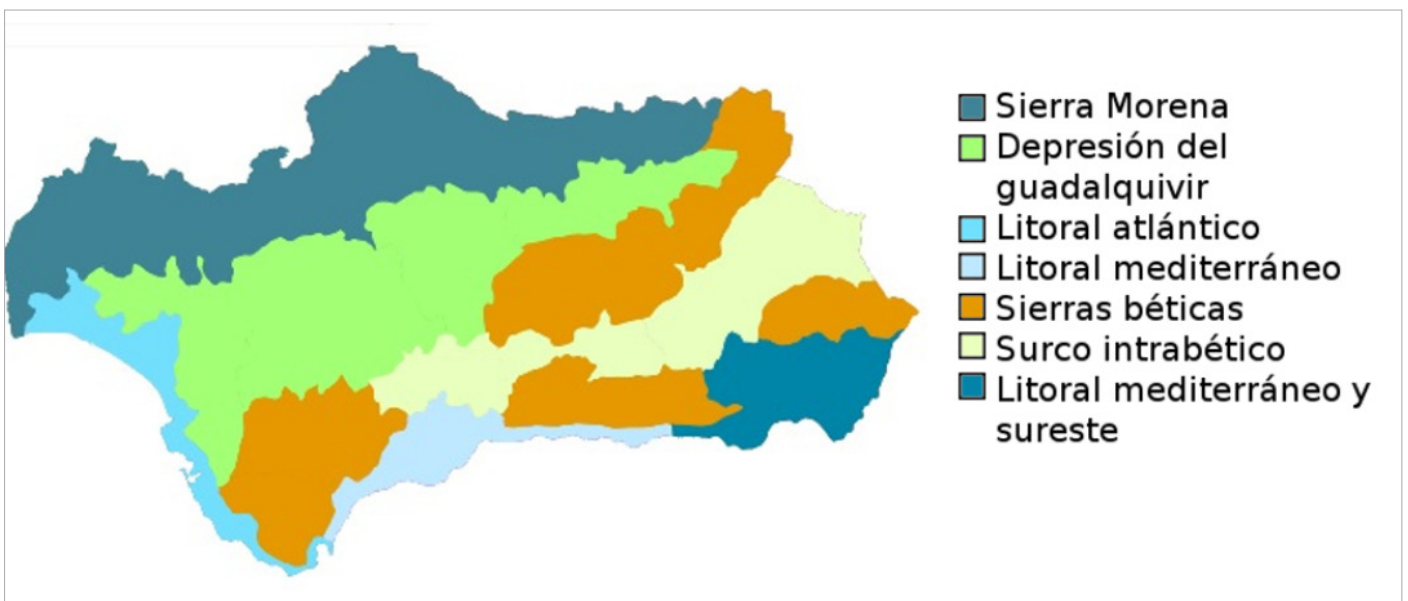 Sierra Morena
Depresión del
guadalquivir
Litoral atlántico
Litoral mediterráneo
Sierras béticas
Surco intrabético
Litoral mediterráneo y
sureste